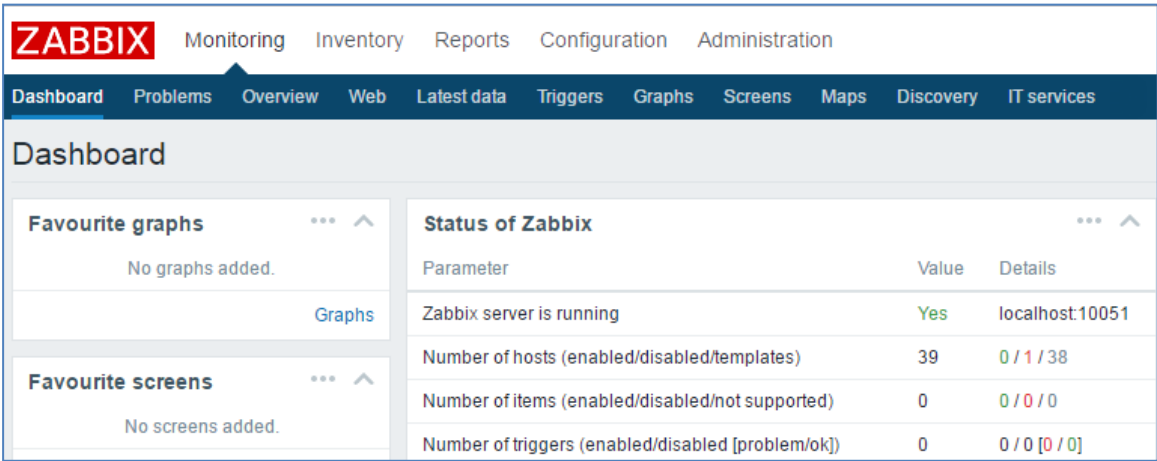 ZABBIX Monitoring Inventory Reports Configuration Administration
Dashboard Problems Overview Web Latest data Triggers Graphs Screens Maps Discovery IT services
Dashboard
Favourite graphs
No graphs added.
Graphs
Favourite screens
No screens added.
Status of Zabbix
Parameter Value Details
Zabbix server is running Yes localhost:10051
Number of hosts (enabled/disabled/templates) 39 0 / 1 / 38
Number of items (enabled/disabled/not supported) 0 0 / 0 / 0
Number of triggers (enabled/disabled [problem/ok]) 0 0 / 0 [0 / 0]